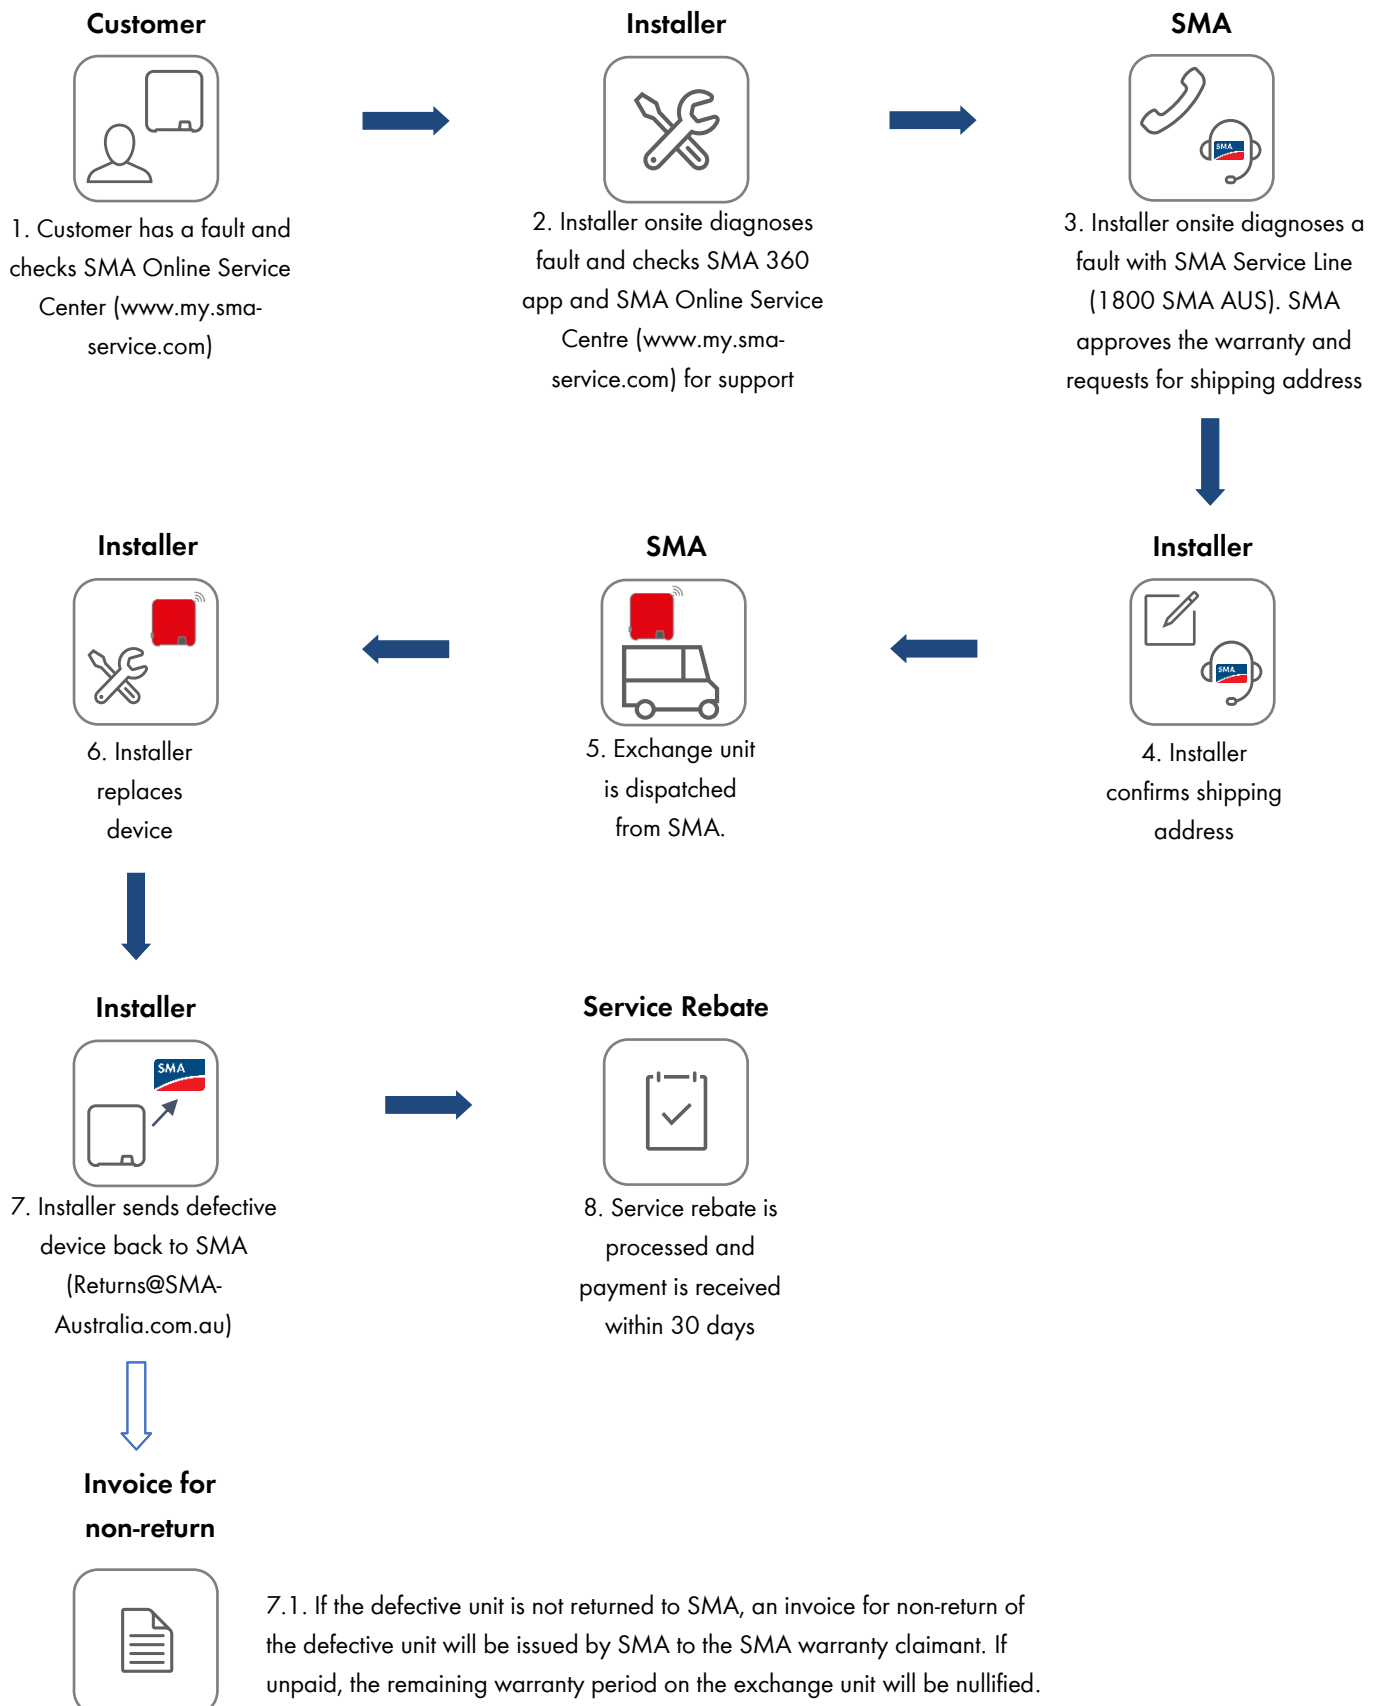 Customer
1. Customer has a fault and
checks SMA Online Service
Center (www.my.sma-
service.com)
Installer
2. Installer onsite diagnoses
fault and checks SMA 360
app and SMA Online Service
Centre (www.my.sma-
service.com) for support
SMA
SMA
3. Installer onsite diagnoses a
fault with SMA Service Line
(1800 SMA AUS). SMA
approves the warranty and
requests for shipping address
Installer
SMA
4. Installer
confirms shipping
address
SMA
5. Exchange unit
is dispatched
from SMA.
Installer
6. Installer
replaces
device
Installer
SMA
7. Installer sends defective
device back to SMA
(Returns@SMA-
Australia.com.au)
Service Rebate
8. Service rebate is
processed and
payment is received
within 30 days
Invoice for
non-return
7.1. If the defective unit is not returned to SMA, an invoice for non-return of
the defective unit will be issued by SMA to the SMA warranty claimant. If
unpaid, the remaining warranty period on the exchange unit will be nullified.